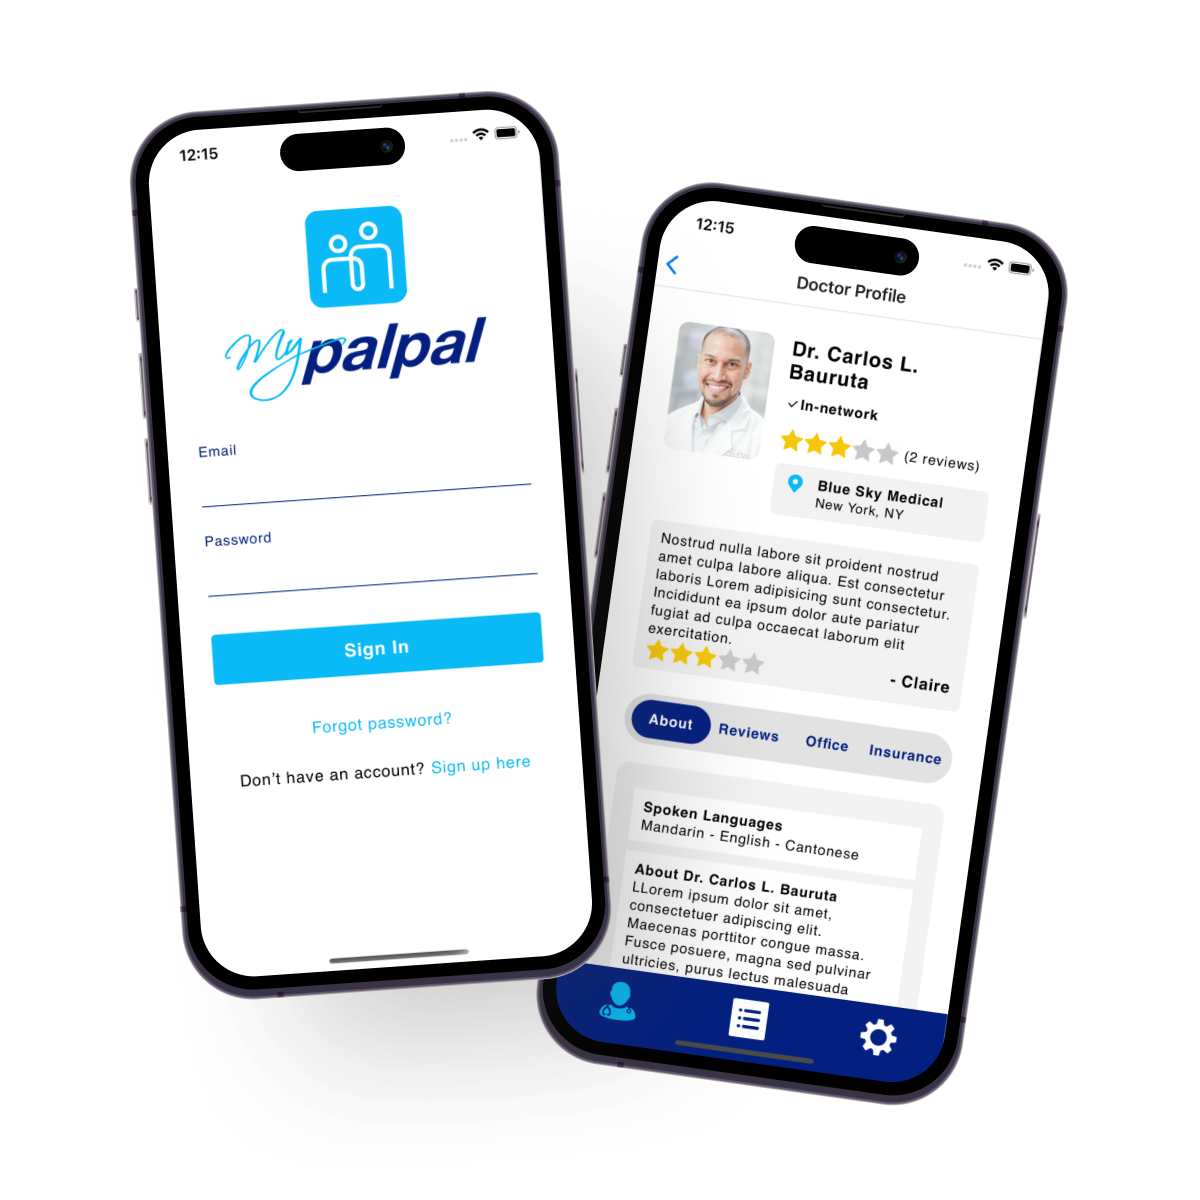 12:15
Mypalpal
Email
Password
Sign In
Forgot password?
Don't have an account? Sign up here
12:15
Doctor Profile
Dr. Carlos L.
Bauruta
In-network
(2 reviews)
Blue Sky Medical
New York, NY
Nostrud nulla labore sit proident nostrud
amet culpa labore aliqua. Est consectetur
laboris Lorem adipisicing sunt consectetur.
Incididunt ea ipsum dolor aute pariatur
fugiat ad culpa occaecat laborum elit
exercitation.
- Claire
About Reviews Office Insurance
Spoken Languages
Mandarin - English - Cantonese
About Dr. Carlos L. Bauruta
LLorem ipsum dolor sit amet,
consectetuer adipiscing elit.
Maecenas porttitor congue massa.
Fusce posuere, magna sed pulvinar
ultricies, purus lectus malesuada